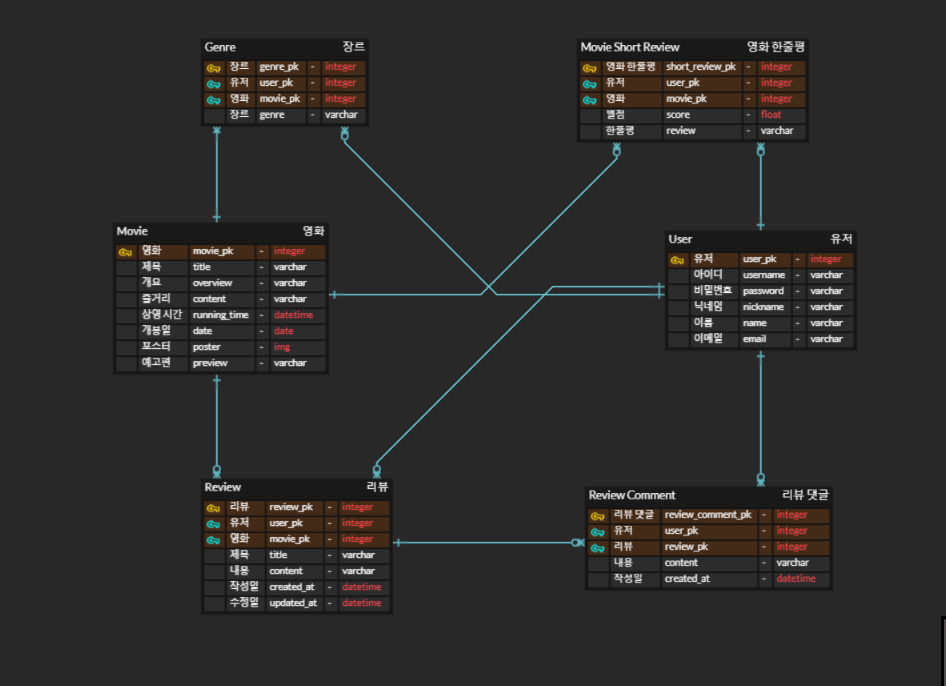 Genre 장르
장르 genre_pk - integer
유저 user_pk - integer
영화 movie_pk - integer
장르 genre - varchar
Movie Short Review 영화 한줄평
영화 한줄평 short_review_pk - integer
유저 user_pk - integer
영화 movie_pk - integer
별점 score - float
한줄평 review - varchar
Movie 영화
영화 movie_pk - integer
제목 title - varchar
개요 overview - varchar
줄거리 content - varchar
상영 시간 running_time - datetime
개봉일 date - date
포스터 poster - img
예고편 preview - varchar
User 유저
유저 user_pk - integer
아이디 username - varchar
비밀번호 password - varchar
닉네임 nickname - varchar
이름 name - varchar
이메일 email - varchar
Review 리뷰
리뷰 review_pk - integer
유저 user_pk - integer
영화 movie_pk - integer
제목 title - varchar
내용 content - varchar
작성일 created_at - datetime
수정일 updated_at - datetime
Review Comment 리뷰 댓글
리뷰 댓글 review_comment_pk - integer
유저 user_pk - integer
리뷰 review_pk - integer
내용 content - varchar
작성일 created_at - datetime